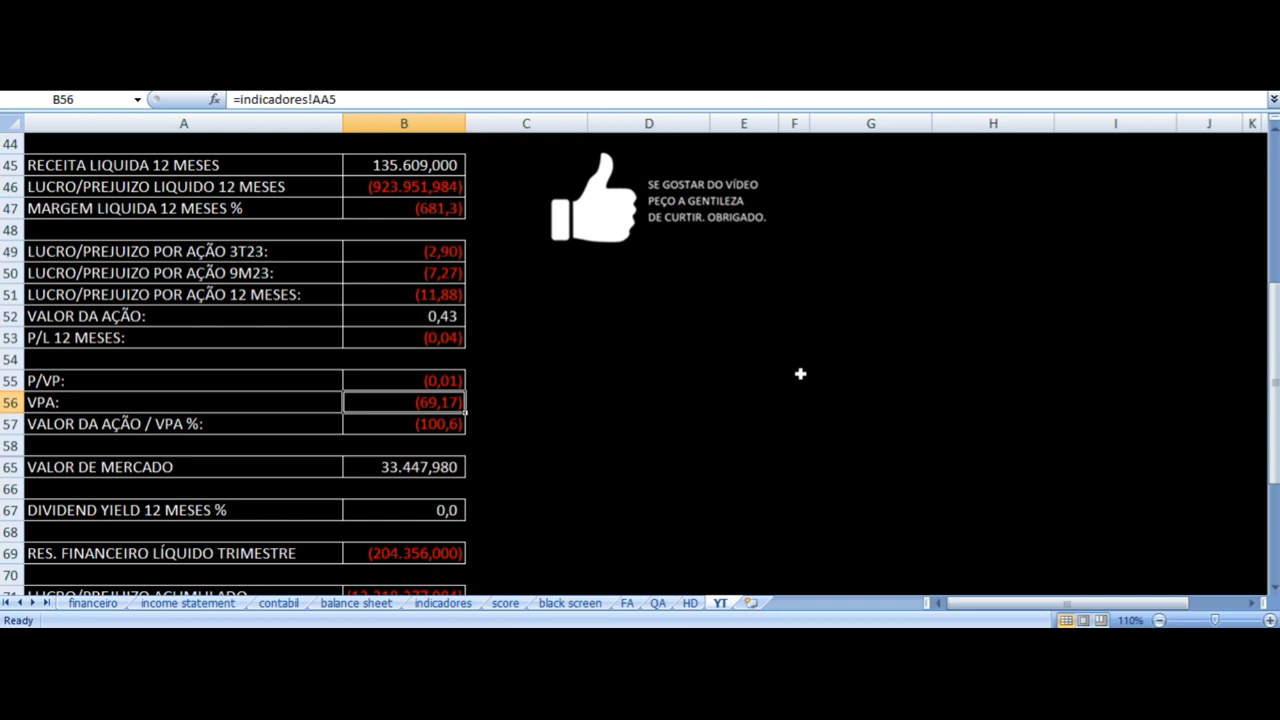 B56 fx =indicadores!AA5
A B C D E F G H I J K
44
45 RECEITA LIQUIDA 12 MESES 135.609,000
46 LUCRO/PREJUIZO LIQUIDO 12 MESES (923.951,984)
47 MARGEM LIQUIDA 12 MESES % (681,3)
48
49 LUCRO/PREJUIZO POR AÇÃO 3T23: (2,90)
50 LUCRO/PREJUIZO POR AÇÃO 9M23: (7,27)
51 LUCRO/PREJUIZO POR AÇÃO 12 MESES: (11,88)
52 VALOR DA AÇÃO: 0,43
53 P/L 12 MESES: (0,04)
54
55 P/VP: (0,01)
56 VPA: (69,17)
57 VALOR DA AÇÃO / VPA %: (100,6)
58
65 VALOR DE MERCADO 33.447,980
66
67 DIVIDEND YIELD 12 MESES % 0,0
68
69 RES. FINANCEIRO LÍQUIDO TRIMESTRE (204.356,000)
70
SE GOSTAR DO VÍDEO
PEÇO A GENTILEZA
DE CURTIR. OBRIGADO.
financeiro income statement contabil balance sheet indicadores score black screen FA QA HD YT
Ready 110%